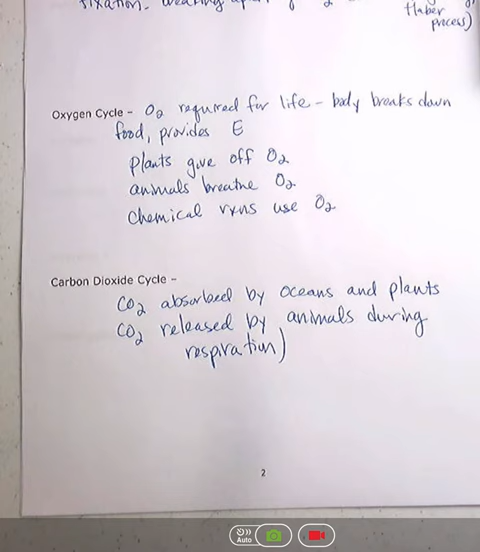 fixation.
Haber
process)
Oxygen Cycle - O₂ required for life - body breaks down
food, provides E
Plants give off O₂
animals breathe O₂
Chemical rxns use O₂
Carbon Dioxide Cycle -
CO₂ absorbed by oceans and plants
CO₂ released by animals during
respiration)
2
Auto